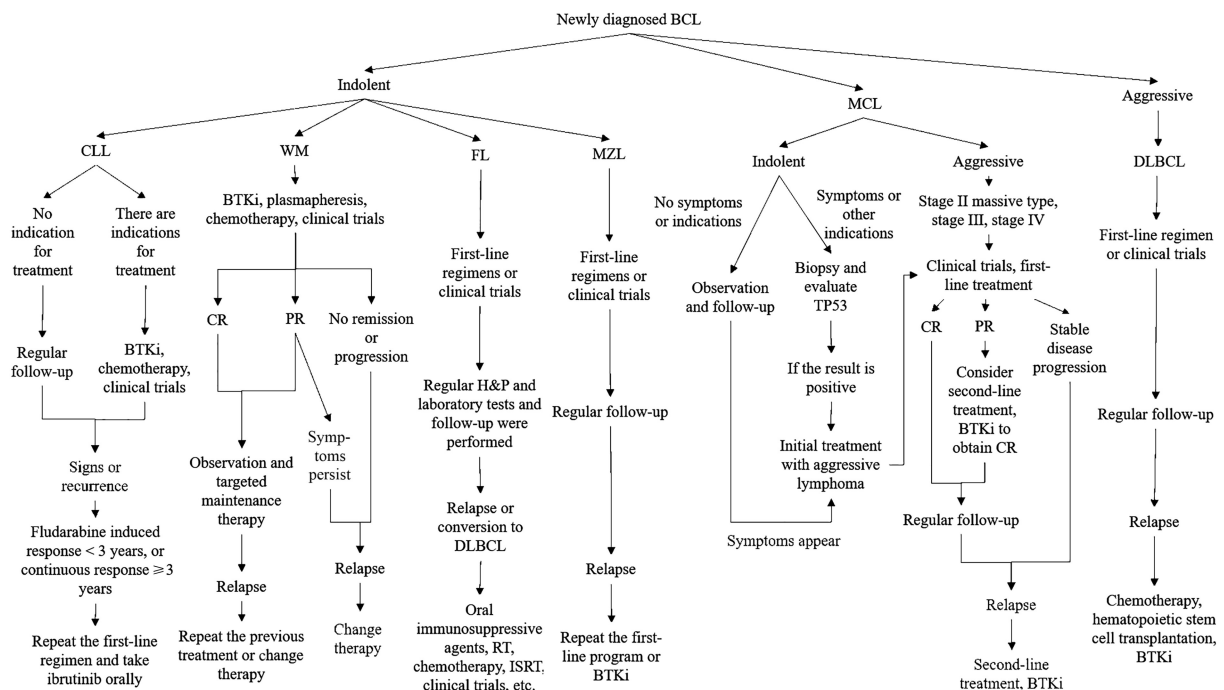 Newly diagnosed BCL
Indolent
MCL
Aggressive
CLL
WM
FL
MZL
Indolent
Aggressive
DLBCL
No
indication
for
treatment
There are
indications
for
treatment
BTKi, plasmapheresis,
chemotherapy, clinical trials
First-line
regimens or
clinical trials
First-line
regimens or
clinical trials
No symptoms
or indications
Symptoms or
other
indications
Stage II massive type,
stage III, stage IV
First-line regimen
or clinical trials
CR
PR
No remission
or
progression
Observation
and follow-up
Biopsy and
evaluate
TP53
Clinical trials, first-
line treatment
CR
PR
Stable
disease
progression
Regular
follow-up
BTKi,
chemotherapy,
clinical trials
Regular H&P and
laboratory tests and
follow-up were
performed
Regular follow-up
If the result is
positive
Consider
second-line
treatment,
BTKi to
obtain CR
Regular follow-up
Signs or
recurrence
Observation and
targeted
maintenance
therapy
Symp-
toms
persist
Initial treatment
with aggressive
lymphoma
Fludarabine induced
response < 3 years, or
continuous response ⩾ 3
years
Relapse or
conversion to
DLBCL
Symptoms appear
Regular follow-up
Relapse
Relapse
Relapse
Relapse
Relapse
Repeat the first-line
regimen and take
ibrutinib orally
Repeat the previous
treatment or change
therapy
Change
therapy
Oral
immunosuppressive
agents, RT,
chemotherapy, ISRT,
clinical trials, etc.
Repeat the first-
line program or
BTKi
Second-line
treatment, BTKi
Chemotherapy,
hematopoietic stem
cell transplantation,
BTKi